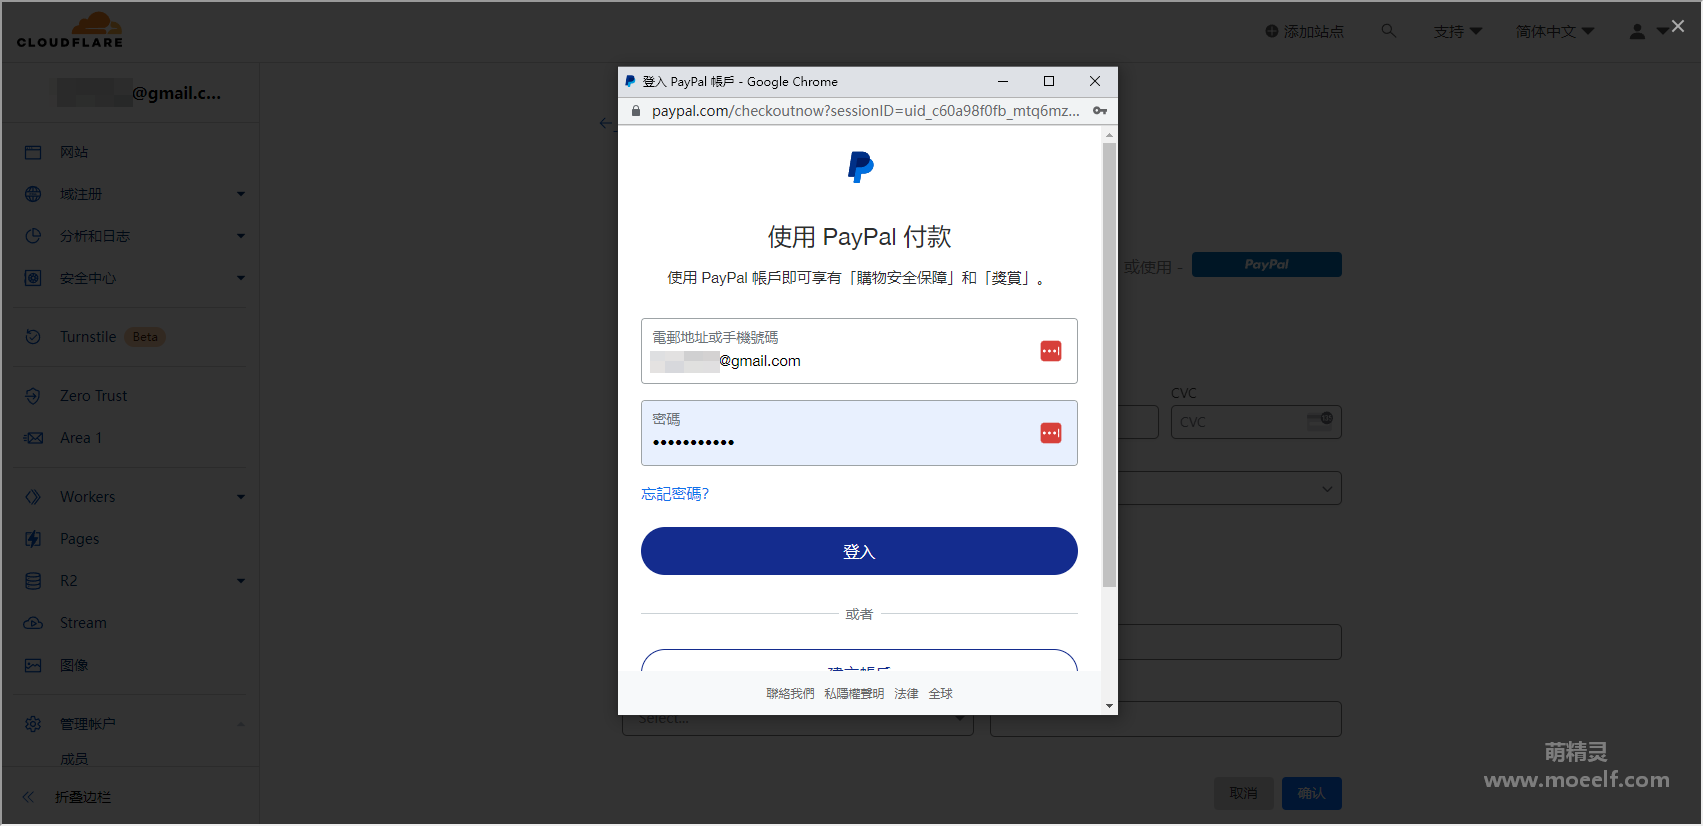 CLOUDFLARE
添加站点
支持
简体中文
@gmail.c...
网站
域注册
分析和日志
安全中心
Turnstile Beta
Zero Trust
Area 1
Workers
Pages
R2
Stream
图像
管理帐户
成员
折叠边栏
登入 PayPal 帳戶 - Google Chrome
paypal.com/checkoutnow?sessionID=uid_c60a98f0fb_mtq6mz...
使用 PayPal 付款
使用 PayPal 帳戶即可享有「購物安全保障」和「獎賞」。
電郵地址或手機號碼
@gmail.com
密碼
忘記密碼?
登入
或者
建立帳戶
聯絡我們 私隱權聲明 法律 全球
或使用 -
PayPal
CVC
CVC
Select...
取消
确认
萌精灵
www.moeelf.com